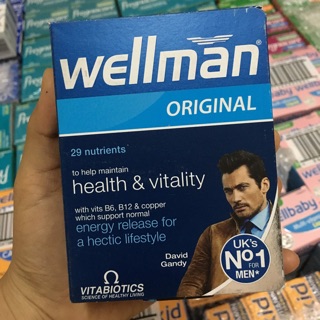 wellman®
ORIGINAL
29 nutrients
to help maintain
health & vitality
with vits B6, B12 & copper
which support normal
energy release for
a hectic lifestyle
David
Gandy
UK's
No1
FOR
MEN*
VITABIOTICS
SCIENCE OF HEALTHY LIVING
wellbaby